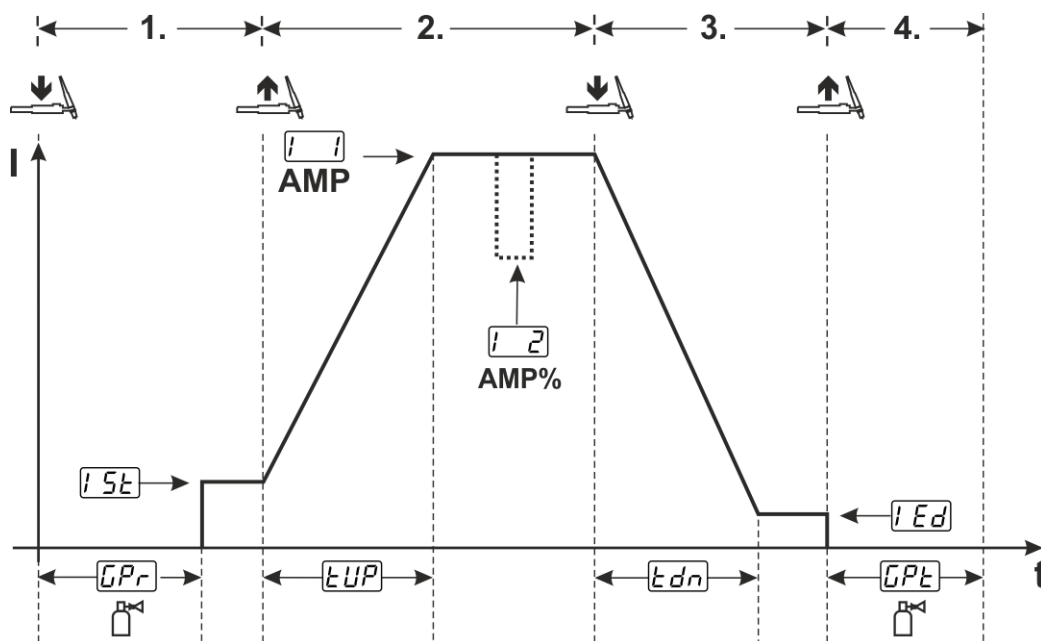 1.
2.
3.
4.
I
I 1
AMP
I 2
AMP%
I St
I Ed
GPr
tUP
tdn
GPt
t